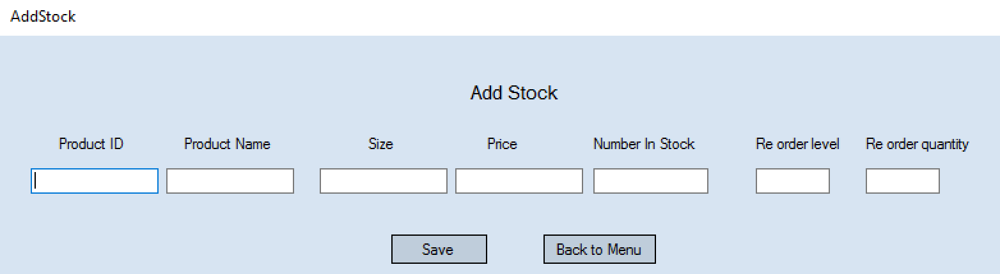 AddStock
Add Stock
Product ID Product Name Size Price Number In Stock Re order level Re order quantity
Save Back to Menu